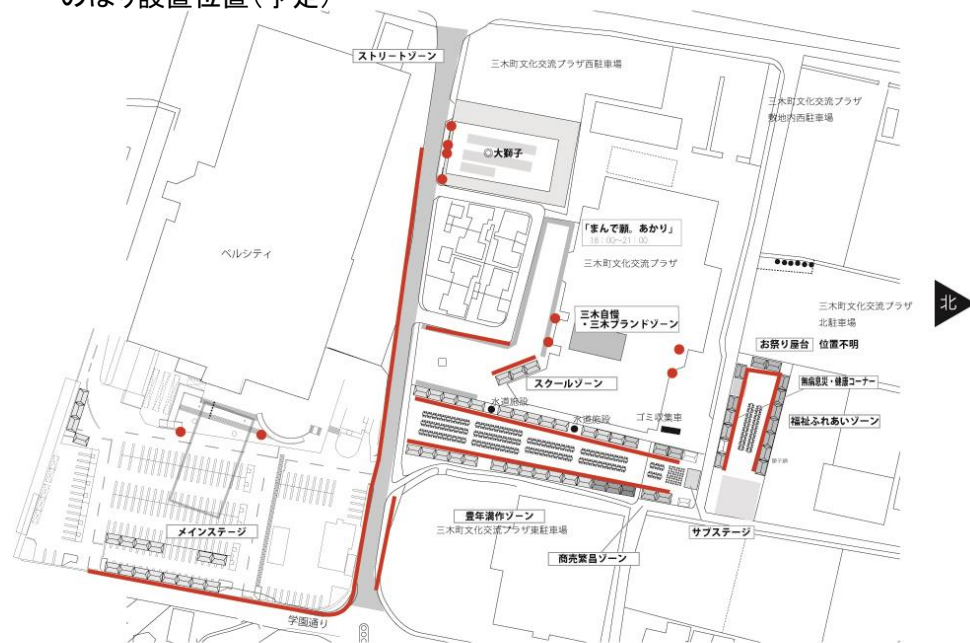 のぼり設置位置（予定）
ストリートゾーン
三木町文化交流プラザ西駐車場
三木町文化交流プラザ
敷地内西駐車場
◎大獅子
「まんで願。あかり」
16：00～21：00
ベルシティ
三木町文化交流プラザ
北
三木自慢
・三木ブランドゾーン
三木町文化交流プラザ
北駐車場
お祭り屋台 位置不明
スクールゾーン
無病息災・健康コーナー
水道施設
水道施設
ゴミ収集車
福祉ふれあいゾーン
メインステージ
豊年満作ゾーン
三木町文化交流プラザ東駐車場
サブステージ
商売繁昌ゾーン
学園通り